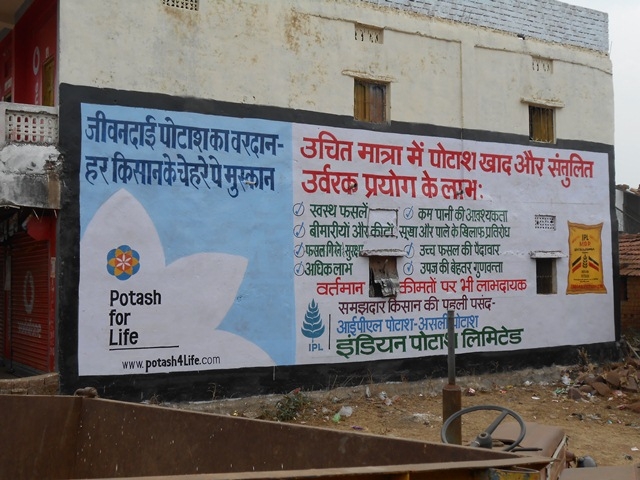 जीवनदाई पोटाश का वरदान-
हर किसान के चेहरे पे मुस्कान
Potash
for
Life
www.potash4Life.com
उचित मात्रा में पोटाश खाद और संतुलित
उर्वरक प्रयोग के लाभ:
स्वस्थ फसलें
कम पानी की आवश्यकता
बीमारीयों और कीटों, सूखा और पाले के खिलाफ प्रतिरोध
उच्च फसल की पैदावार
अधिक लाभ
उपज की बेहतर गुणवत्ता
वर्तमान कीमतों पर भी लाभदायक
समझदार किसान की पहली पसंद-
आईपीएल पोटाश-असली पोटाश
इंडियन पोटाश लिमिटेड
IPL
IPL